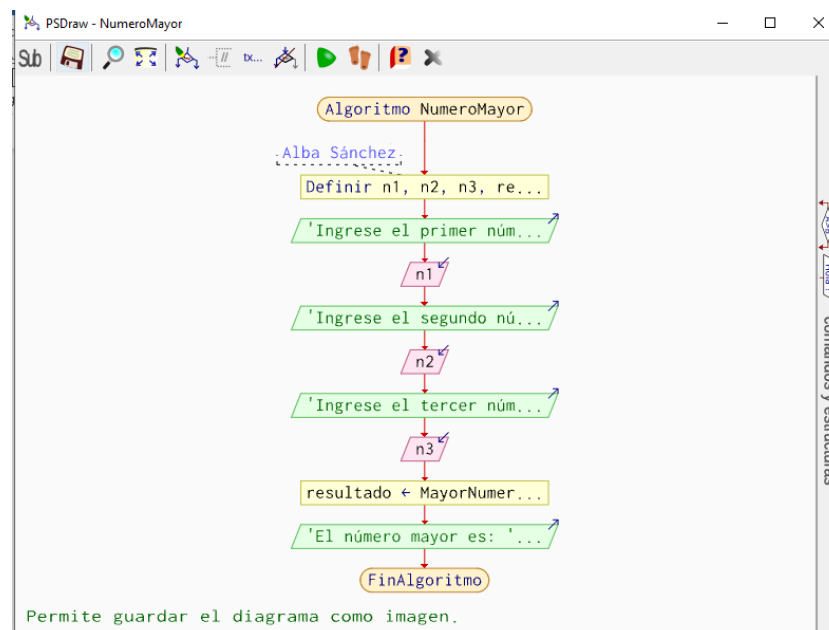 PSDraw - NumeroMayor
Sub
tx...
Algoritmo NumeroMayor
Alba Sánchez
Definir n1, n2, n3, re...
'Ingrese el primer núm...
n1
'Ingrese el segundo nú...
n2
'Ingrese el tercer núm...
n3
resultado ← MayorNumer...
'El número mayor es: '...
FinAlgoritmo
Comandos y estructuras
Permite guardar el diagrama como imagen.